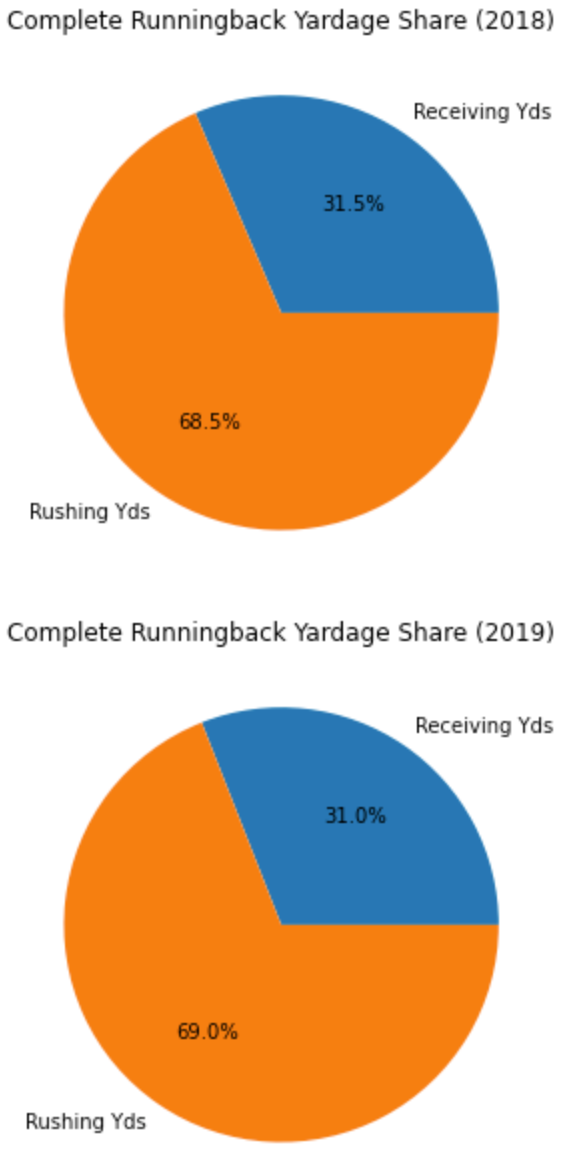 Complete Runningback Yardage Share (2018)
Receiving Yds
31.5%
68.5%
Rushing Yds
Complete Runningback Yardage Share (2019)
Receiving Yds
31.0%
69.0%
Rushing Yds